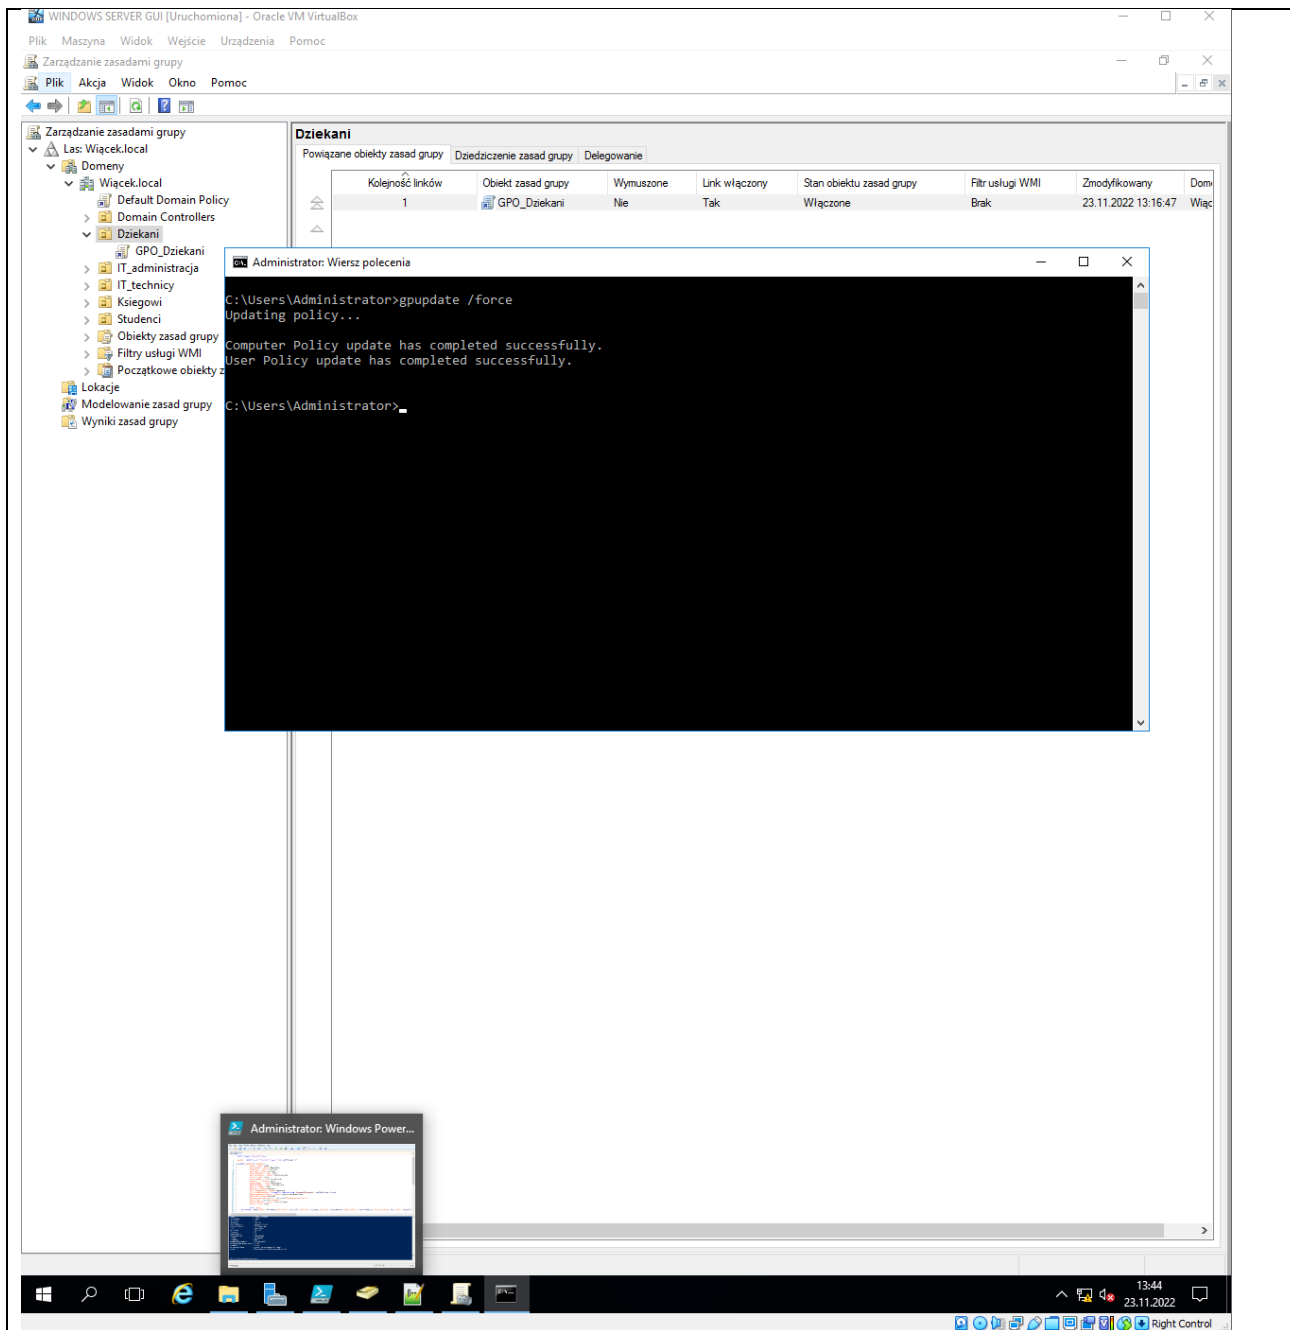 WINDOWS SERVER GUI [Uruchomiona] - Oracle VM VirtualBox
Plik Maszyna Widok Wejście Urządzenia Pomoc
Zarządzanie zasadami grupy
Plik Akcja Widok Okno Pomoc
Zarządzanie zasadami grupy
Las: Wiącek.local
Domeny
Wiącek.local
Default Domain Policy
Domain Controllers
Dziekani
GPO_Dziekani
IT_administracja
IT_technicy
Ksiegowi
Studenci
Obiekty zasad grupy
Filtry usługi WMI
Początkowe obiekty z
Lokacje
Modelowanie zasad grupy
Wyniki zasad grupy
Dziekani
Powiązane obiekty zasad grupy Dziedziczenie zasad grupy Delegowanie
Kolejność linków Obiekt zasad grupy Wymuszone Link włączony Stan obiektu zasad grupy Filtr usługi WMI Zmodyfikowany Dome
1 GPO_Dziekani Nie Tak Włączone Brak 23.11.2022 13:16:47 Wiąc
Administrator: Wiersz polecenia
C:\Users\Administrator>gpupdate /force
Updating policy...
Computer Policy update has completed successfully.
User Policy update has completed successfully.
C:\Users\Administrator>
Administrator: Windows Power...
13:44
23.11.2022
Right Control